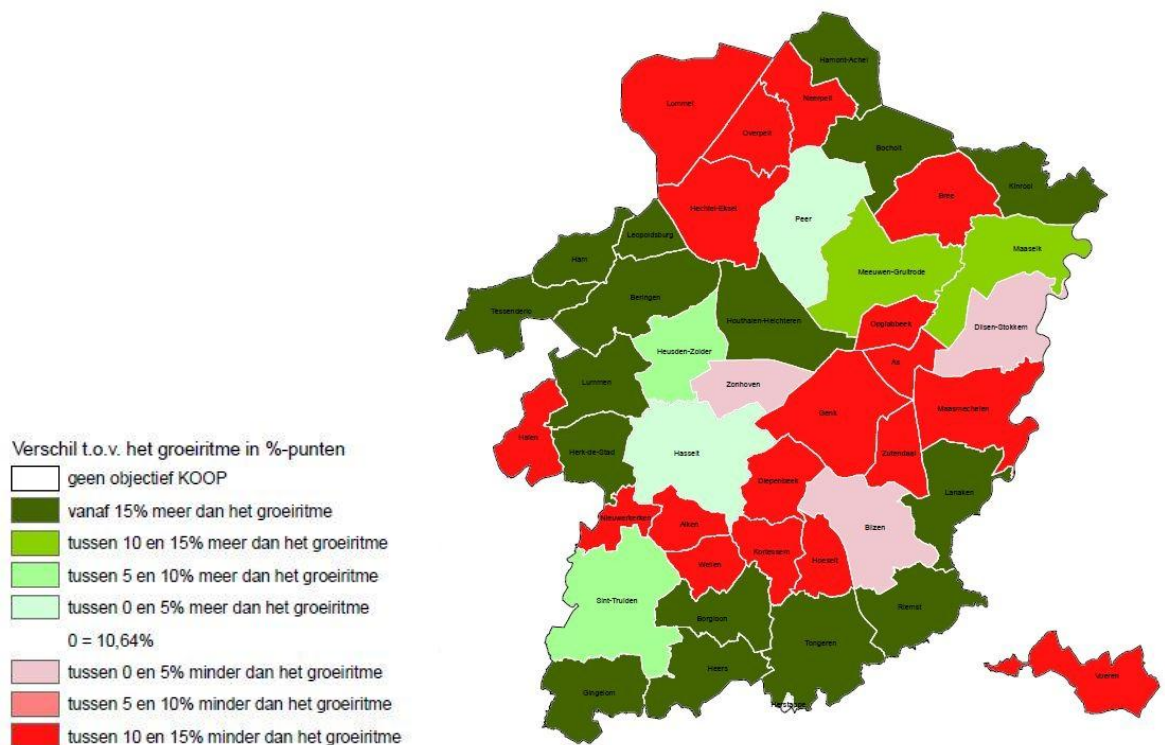 Hamont-Achel
Lommel
Neerpelt
Overpelt
Bocholt
Kinrooi
Bree
Hechtel-Eksel
Peer
Maaseik
Leopoldsburg
Ham
Meeuwen-Gruitrode
Beringen
Tessenderlo
Houthalen-Helchteren
Opglabbeek
Dilsen-Stokkem
Heusden-Zolder
As
Lummen
Zonhoven
Maasmechelen
Genk
Halen
Herk-de-Stad
Hasselt
Zutendaal
Diepenbeek
Lanaken
Nieuwerkerken
Alken
Bilzen
Kortessem
Hoeselt
Wellen
Sint-Truiden
Riemst
Borgloon
Tongeren
Heers
Voeren
Gingelom
Herstappe
Verschil t.o.v. het groeiritme in %-punten
geen objectief KOOP
vanaf 15% meer dan het groeiritme
tussen 10 en 15% meer dan het groeiritme
tussen 5 en 10% meer dan het groeiritme
tussen 0 en 5% meer dan het groeiritme
0 = 10,64%
tussen 0 en 5% minder dan het groeiritme
tussen 5 en 10% minder dan het groeiritme
tussen 10 en 15% minder dan het groeiritme